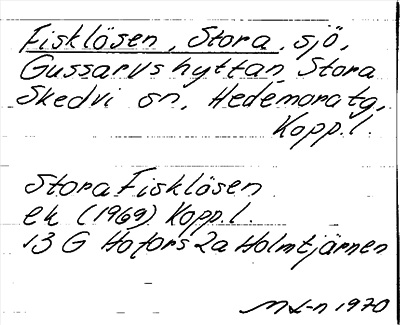 Fisklösen, Stora, sjö,
Gussarvshyttan, Stora
Skedvi sn, Hedemora tg,
Kopp.l.
Stora Fisklösen
ek (1969) Kopp.l.
13 G Hofors 2a Holmtjärnen
1970